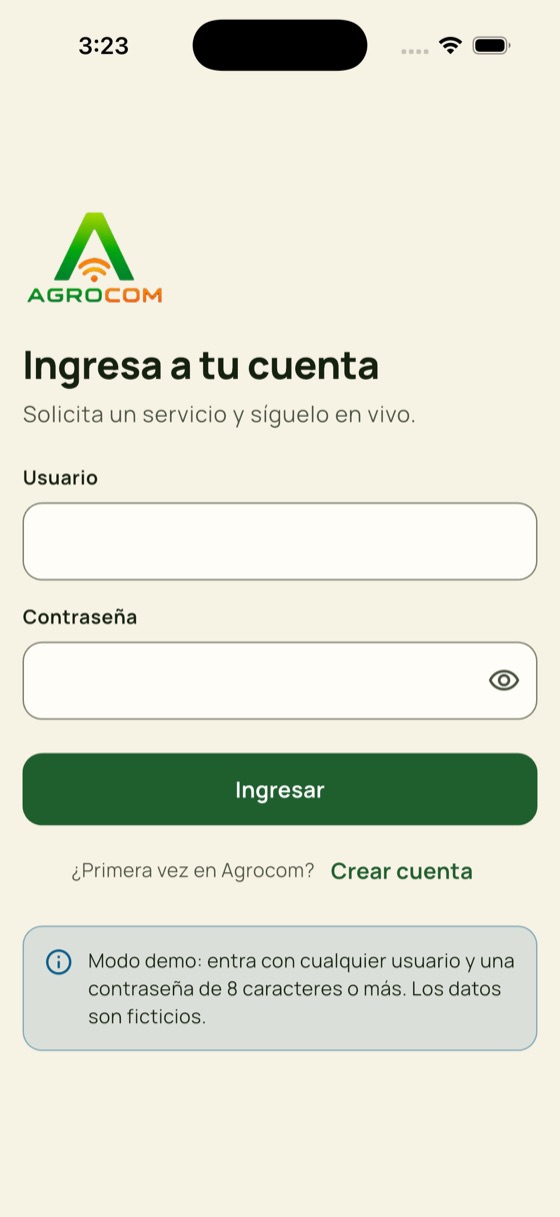 3:23
AGROCOM
Ingresa a tu cuenta
Solicita un servicio y síguelo en vivo.
Usuario
Contraseña
Ingresar
¿Primera vez en Agrocom? Crear cuenta
Modo demo: entra con cualquier usuario y una
contraseña de 8 caracteres o más. Los datos
son ficticios.